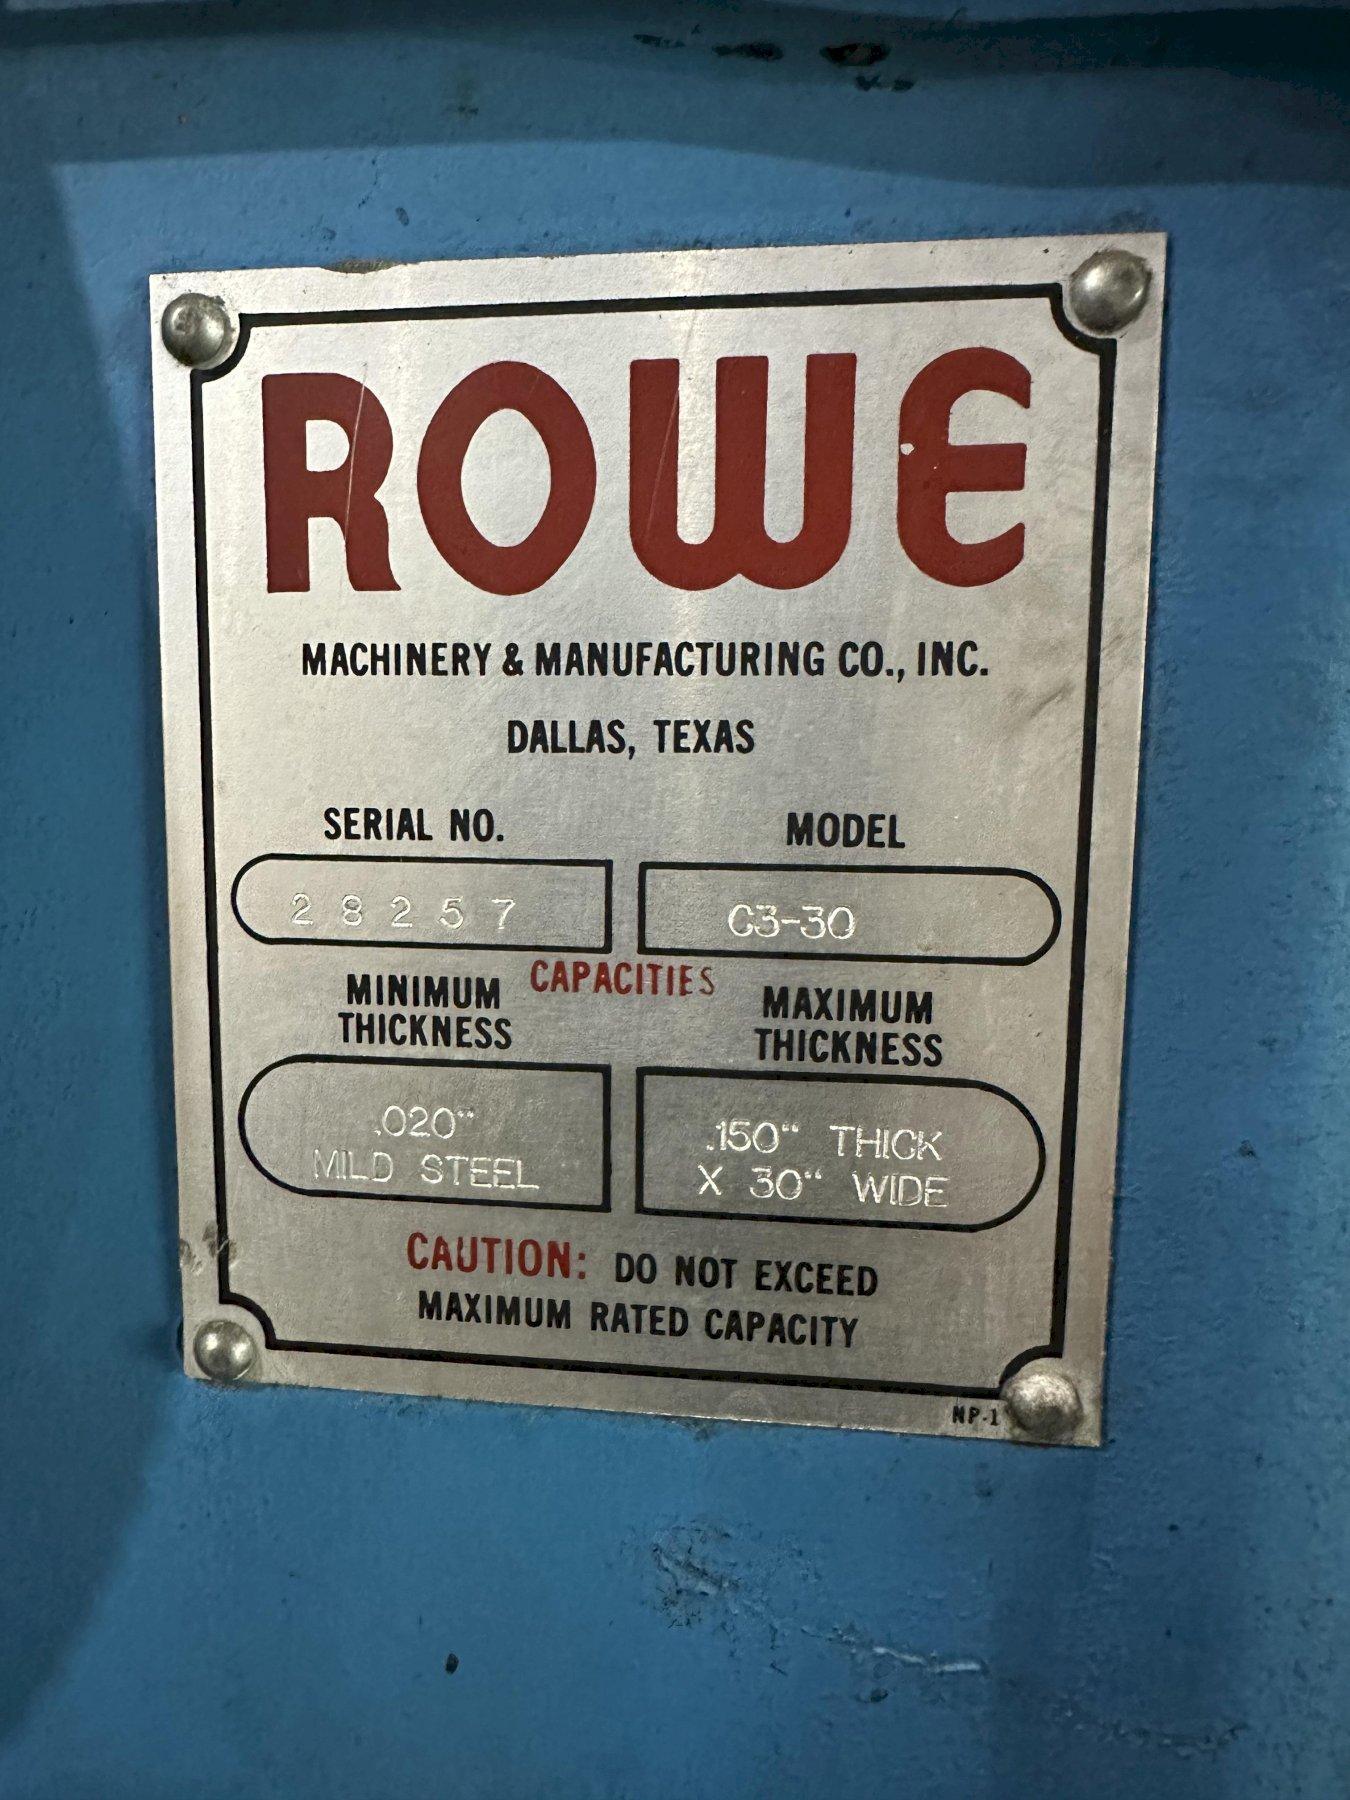 ROWE
MACHINERY & MANUFACTURING CO., INC.
DALLAS, TEXAS
SERIAL NO.
MODEL
28257
C3-30
CAPACITIES
MINIMUM
THICKNESS
MAXIMUM
THICKNESS
.020"
MILD STEEL
.150" THICK
X 30" WIDE
CAUTION: DO NOT EXCEED
MAXIMUM RATED CAPACITY
NP-1